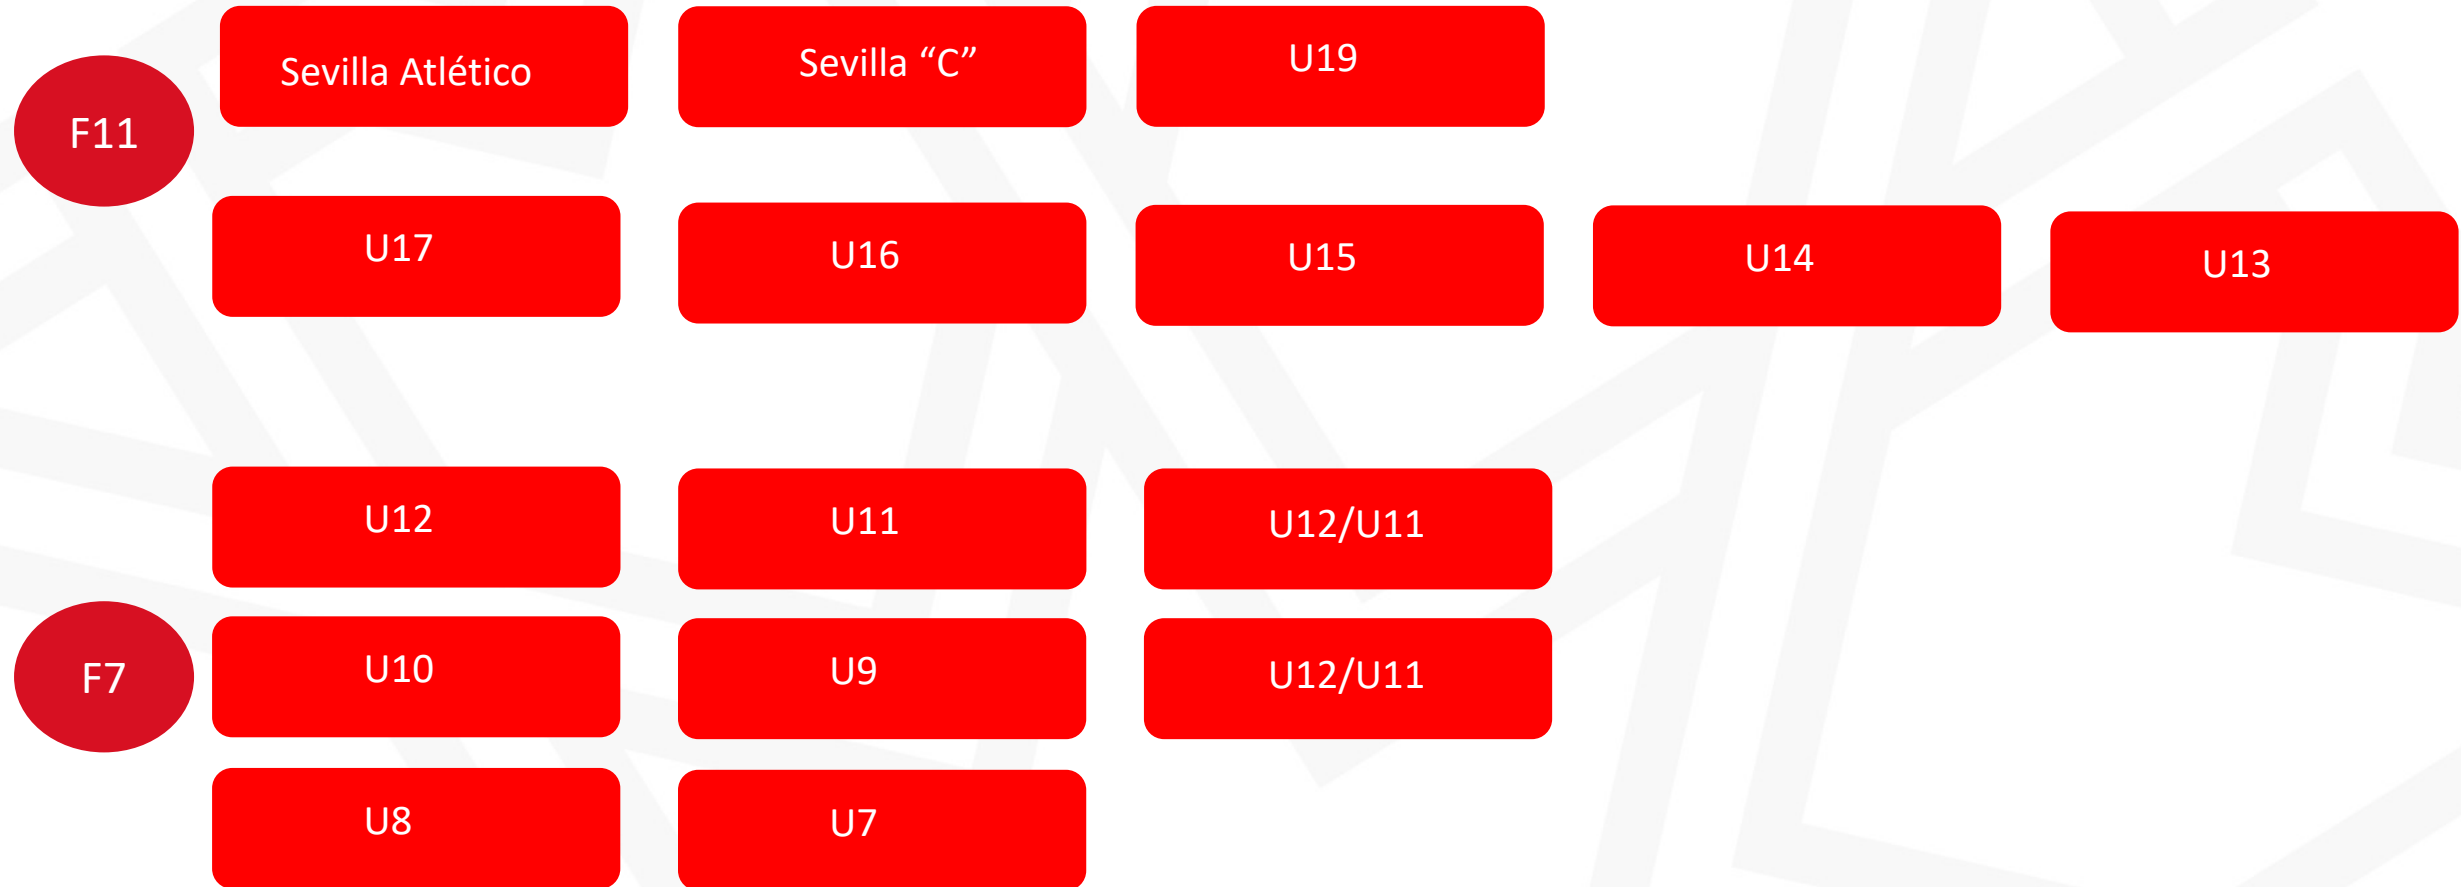 F11
Sevilla Atlético
Sevilla “C”
U19
U17
U16
U15
U14
U13
F7
U12
U11
U12/U11
U10
U9
U12/U11
U8
U7